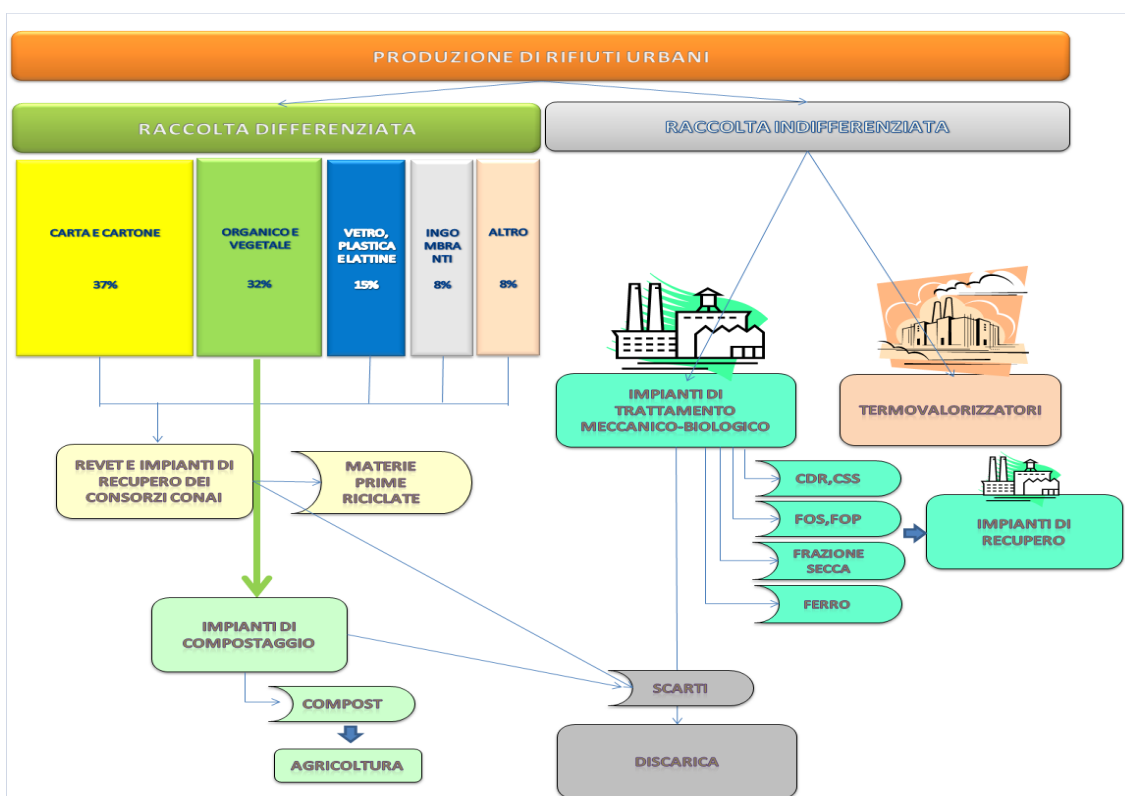 PRODUZIONE DI RIFIUTI URBANI
RACCOLTA DIFFERENZIATA
RACCOLTA INDIFFERENZIATA
CARTA E CARTONE
37%
ORGANICO E
VEGETALE
32%
VETRO,
PLASTICA
E LATTINE
15%
INGO
MBRA
NTI
8%
ALTRO
8%
IMPIANTI DI
TRATTAMENTO
MECCANICO-BIOLOGICO
TERMOVALORIZZATORI
REVET E IMPIANTI DI
RECUPERO DEI
CONSORZI CONAI
MATERIE
PRIME
RICICLATE
CDR,CSS
FOS,FOP
FRAZIONE
SECCA
FERRO
IMPIANTI DI
RECUPERO
IMPIANTI DI
COMPOSTAGGIO
COMPOST
AGRICOLTURA
SCARTI
DISCARICA